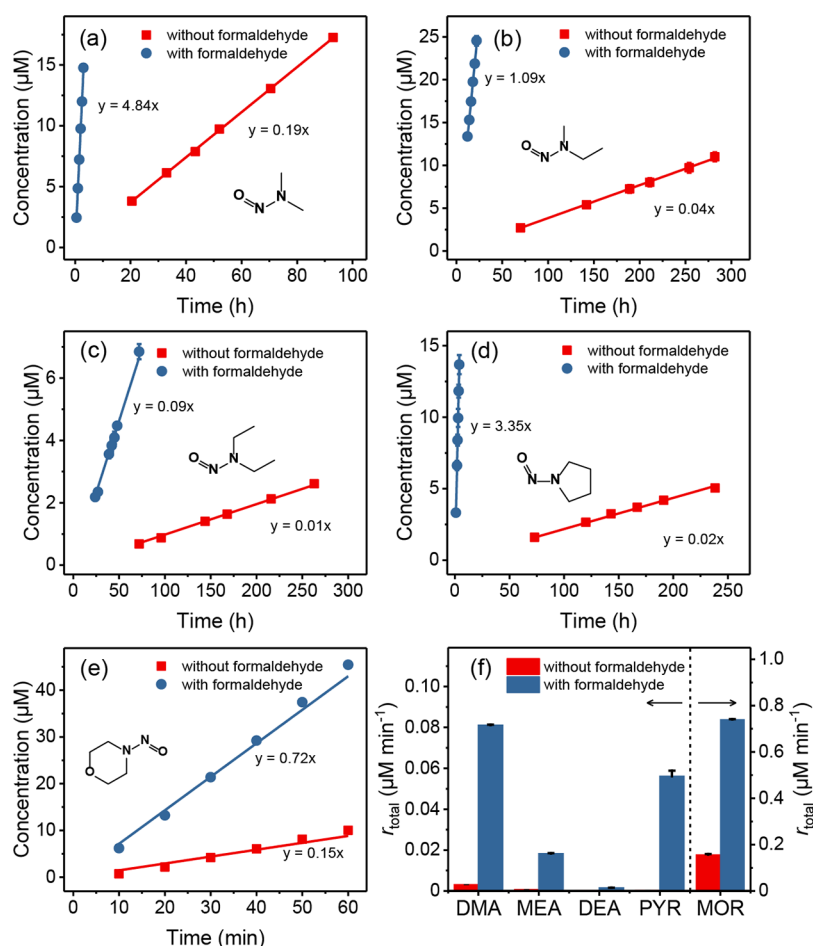 (a)
without formaldehyde
with formaldehyde
Concentration (µM)
15
10
5
0
y = 4.84x
y = 0.19x
O
N
N
0 20 40 60 80 100
Time (h)
(b)
without formaldehyde
with formaldehyde
Concentration (µM)
25
20
15
10
5
0
y = 1.09x
y = 0.04x
O
N
N
0 50 100 150 200 250 300
Time (h)
(c)
without formaldehyde
with formaldehyde
Concentration (µM)
6
4
2
0
y = 0.09x
y = 0.01x
O
N
N
0 50 100 150 200 250 300
Time (h)
(d)
without formaldehyde
with formaldehyde
Concentration (µM)
15
10
5
0
y = 3.35x
y = 0.02x
O
N
N
0 50 100 150 200 250
Time (h)
(e)
without formaldehyde
with formaldehyde
Concentration (µM)
40
30
20
10
0
y = 0.72x
y = 0.15x
N
N
O
O
0 10 20 30 40 50 60
Time (min)
(f)
without formaldehyde
with formaldehyde
r total (µM min⁻¹)
0.10
0.08
0.06
0.04
0.02
0
DMA MEA DEA PYR MOR
1.0
0.8
0.6
0.4
0.2
0
r total (µM min⁻¹)